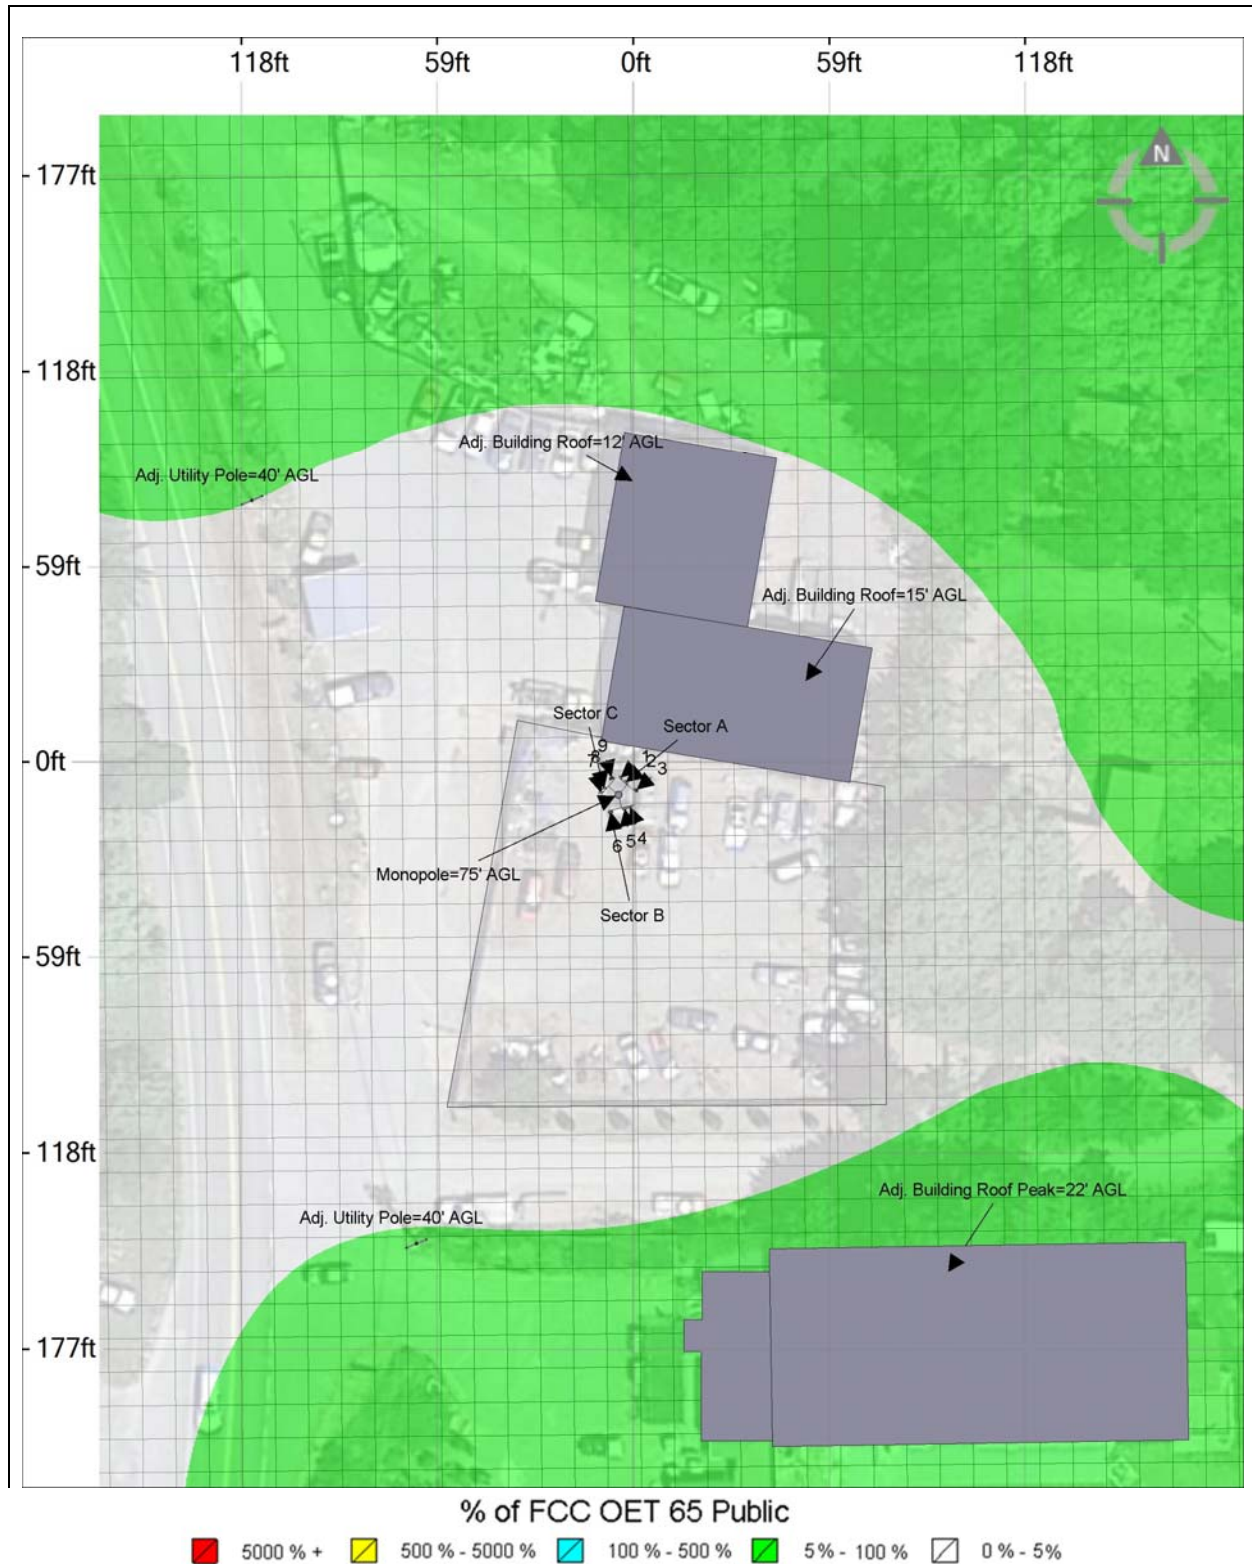 118ft 59ft 0ft 59ft 118ft
N
177ft
118ft
Adj. Building Roof=12' AGL
Adj. Utility Pole=40' AGL
59ft
Adj. Building Roof=15' AGL
Sector C
Sector A
0ft
9
8
7
1
2
3
6
5
4
Monopole=75' AGL
Sector B
59ft
118ft
Adj. Building Roof Peak=22' AGL
Adj. Utility Pole=40' AGL
177ft
% of FCC OET 65 Public
5000 % + 500 % - 5000 % 100 % - 500 % 5 % - 100 % 0 % - 5%